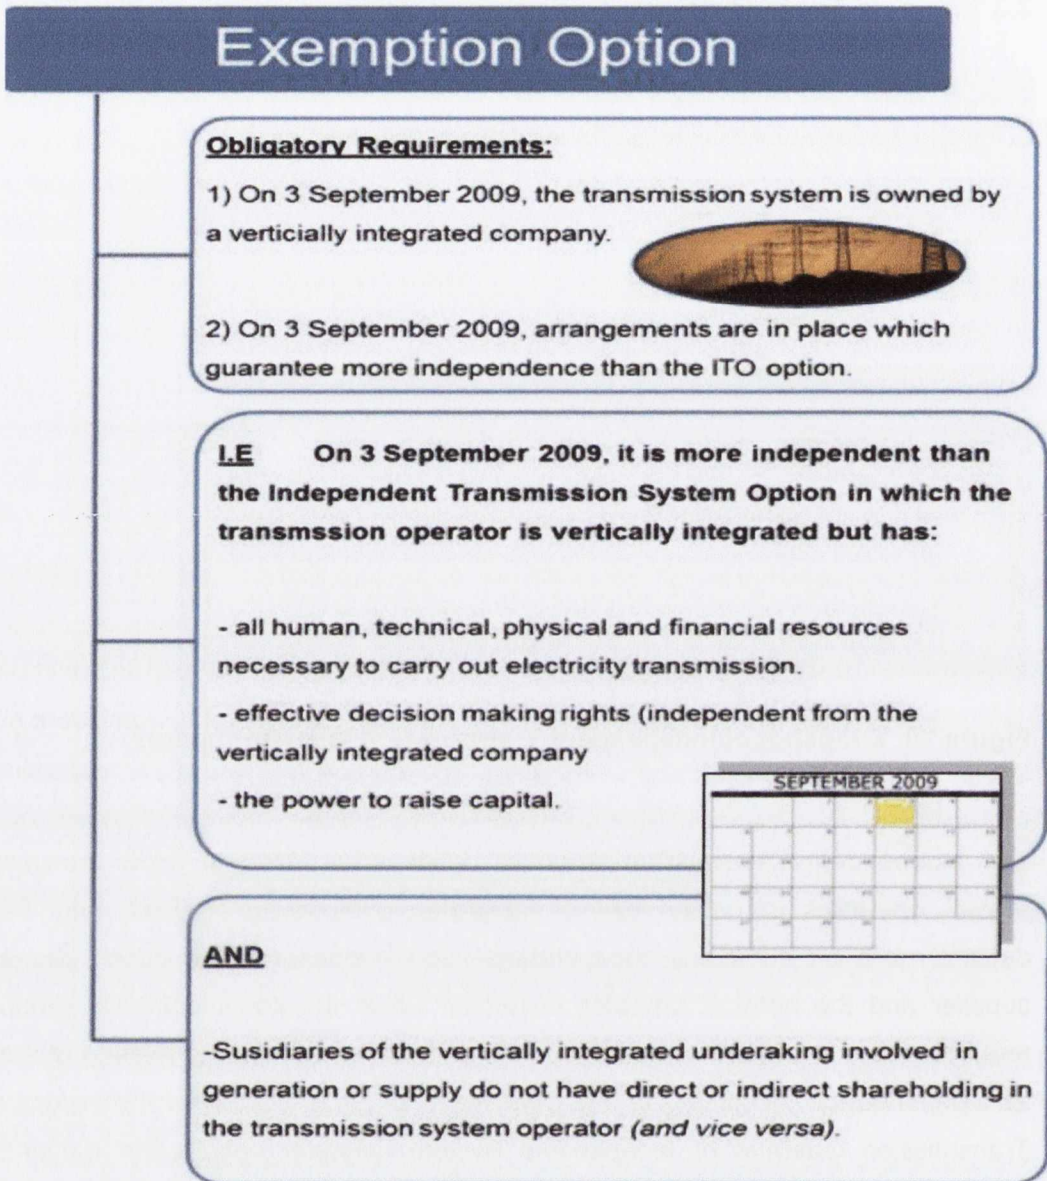 Exemption Option
Obligatory Requirements:
1) On 3 September 2009, the transmission system is owned by
a verticially integrated company.
2) On 3 September 2009, arrangements are in place which
guarantee more independence than the ITO option.
I.E On 3 September 2009, it is more independent than
the Independent Transmission System Option in which the
transmssion operator is vertically integrated but has:
- all human, technical, physical and financial resources
necessary to carry out electricity transmission.
- effective decision making rights (independent from the
vertically integrated company
- the power to raise capital.
SEPTEMBER 2009
AND
-Susidiaries of the vertically integrated underaking involved in
generation or supply do not have direct or indirect shareholding in
the transmission system operator (and vice versa).